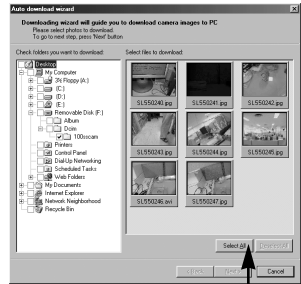 Auto download wizard
Downloading wizard will guide you to download camera images to PC
Please select photos to download.
To go to next step, press 'Next' button
Check folders you want to download:
Select files to download:
Desktop
My Computer
3½ Floppy (A:)
(C:)
(D:)
(E:)
Removable Disk (F:)
Album
Dcim
100sscam
Printers
Control Panel
Dial-Up Networking
Scheduled Tasks
Web Folders
My Documents
Internet Explorer
Network Neighborhood
Recycle Bin
SL550240.jpg
SL550241.jpg
SL550242.jpg
SL550243.jpg
SL550244.jpg
SL550245.jpg
SL550246.avi
SL550247.jpg
Select All
Deselect All
< Back
Next >
Cancel